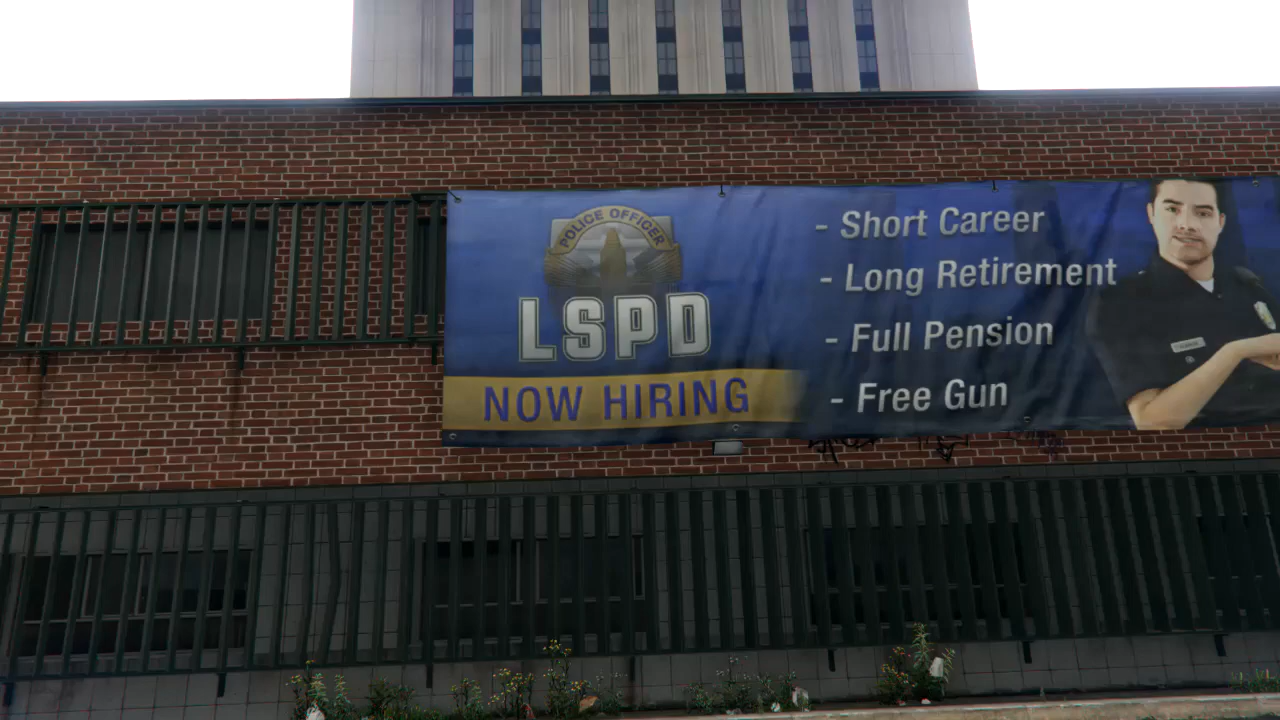 POLICE OFFICER
LSPD
NOW HIRING
- Short Career
- Long Retirement
- Full Pension
- Free Gun